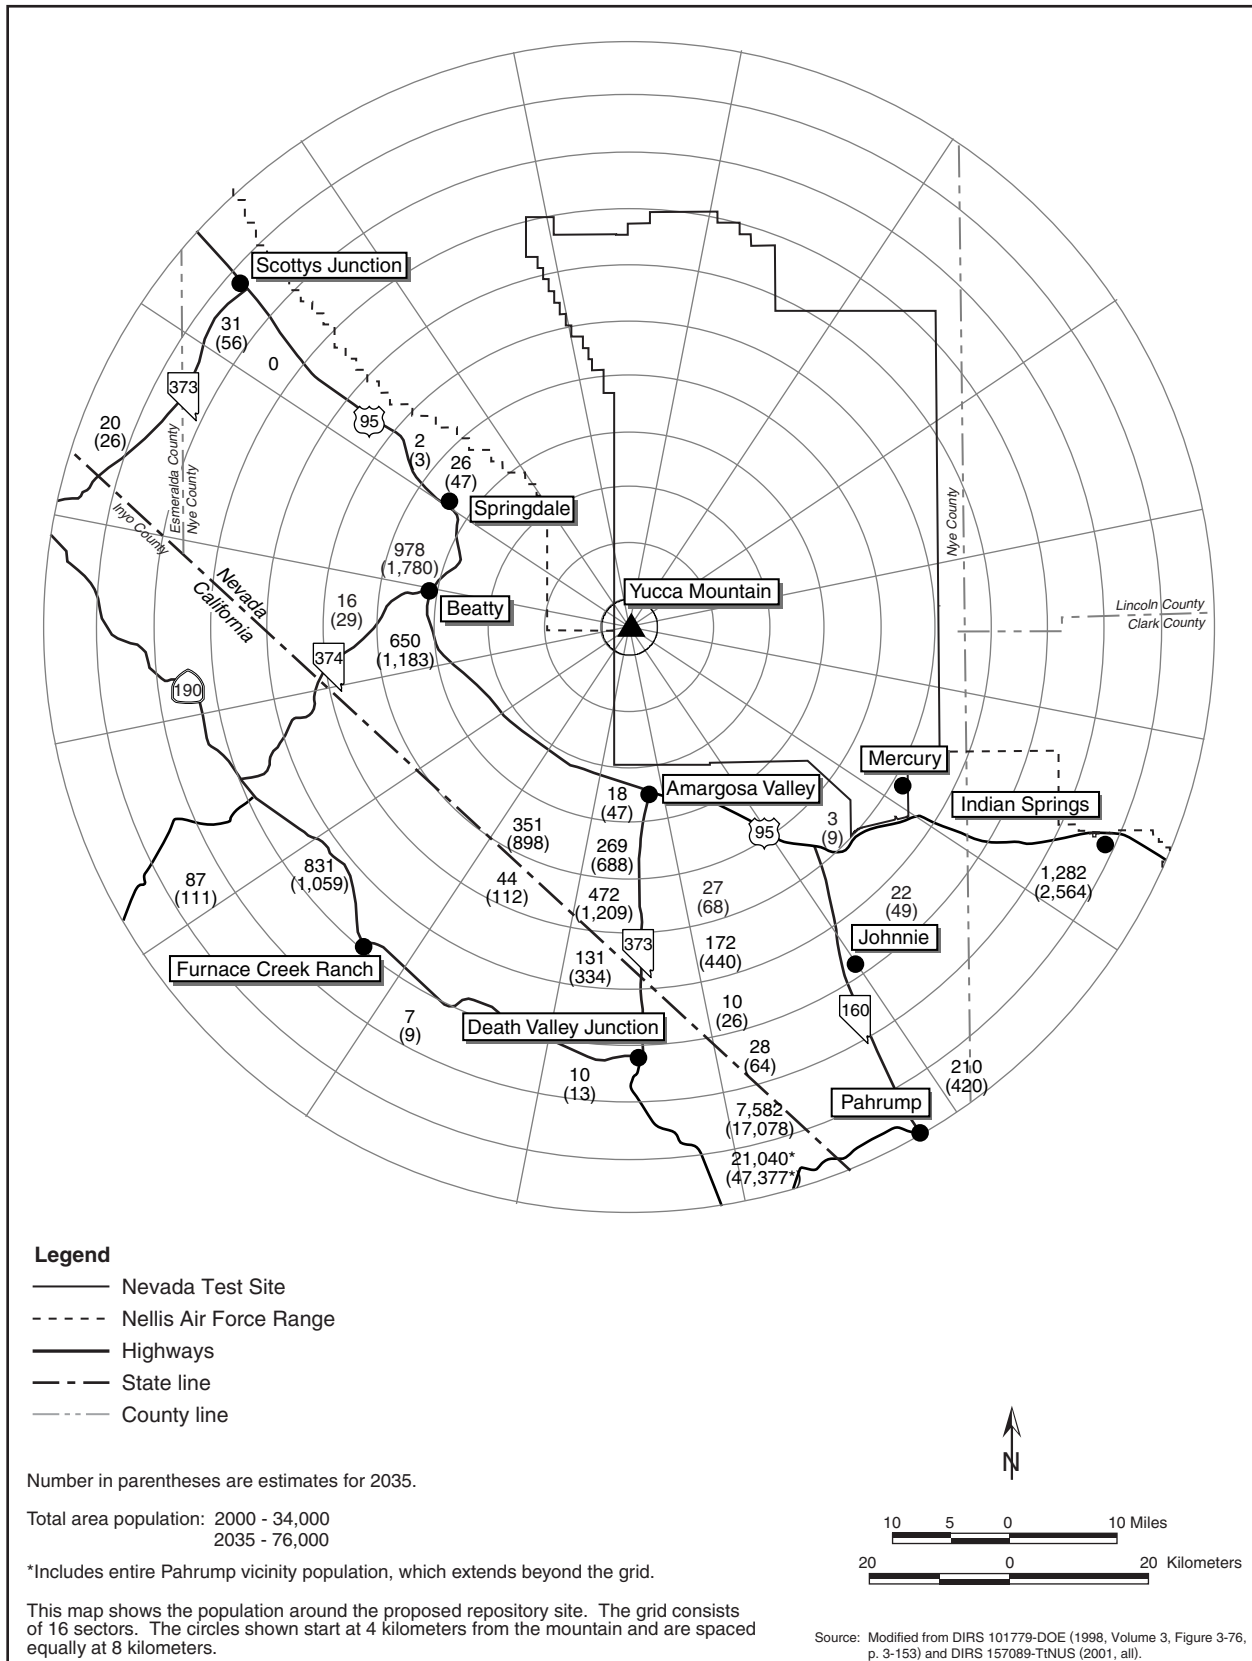 Scottys Junction
31
(56)
0
373
95
20
(26)
2
(3)
26
(47)
Springdale
Esmeralda County
Nye County
Inyo County
Nye County
978
(1,780)
Nevada
California
Yucca Mountain
16
(29)
Beatty
Lincoln County
Clark County
650
(1,183)
374
190
Mercury
Amargosa Valley
18
(47)
Indian Springs
351
(898)
3
(9)
95
269
(688)
831
(1,059)
1,282
(2,564)
87
(111)
44
(112)
472
(1,209)
27
(68)
22
(49)
373
172
(440)
Johnnie
131
(334)
Furnace Creek Ranch
7
(9)
Death Valley Junction
10
(26)
160
28
(64)
10
(13)
210
(420)
Pahrump
7,582
(17,078)
21,040*
(47,377*)
Legend
Nevada Test Site
Nellis Air Force Range
Highways
State line
County line
N
Number in parentheses are estimates for 2035.
Total area population: 2000 - 34,000
2035 - 76,000
10 5 0 10 Miles
20 0 20 Kilometers
*Includes entire Pahrump vicinity population, which extends beyond the grid.
This map shows the population around the proposed repository site. The grid consists
of 16 sectors. The circles shown start at 4 kilometers from the mountain and are spaced
equally at 8 kilometers.
Source: Modified from DIRS 101779-DOE (1998, Volume 3, Figure 3-76,
p. 3-153) and DIRS 157089-TtNUS (2001, all).